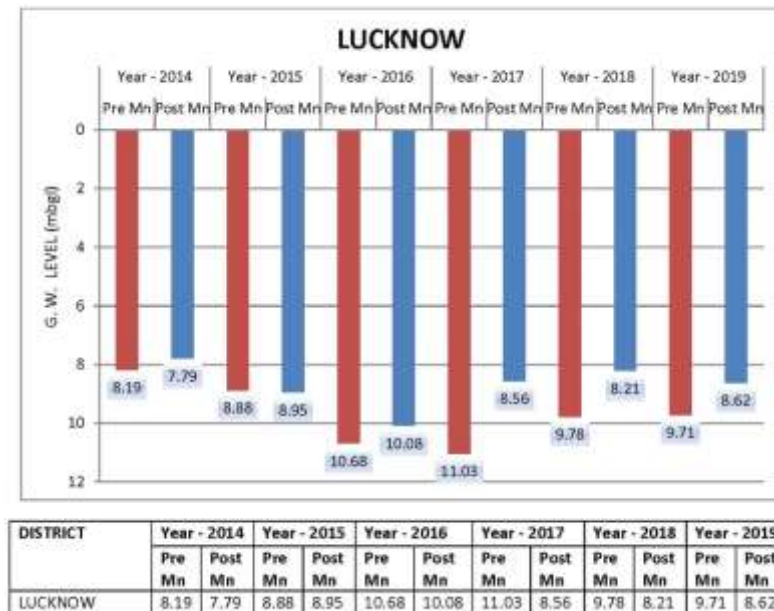 LUCKNOW
Year - 2014 Year - 2015 Year - 2016 Year - 2017 Year - 2018 Year - 2019
Pre Mn Post Mn Pre Mn Post Mn Pre Mn Post Mn Pre Mn Post Mn Pre Mn Post Mn Pre Mn Post Mn
G. W. LEVEL (mbgl)
0
2
4
6
8
10
12
8.19 7.79 8.88 8.95 10.68 10.08 11.03 8.56 9.78 8.21 9.71 8.62
DISTRICT Year - 2014 Year - 2015 Year - 2016 Year - 2017 Year - 2018 Year - 2019
Pre Post Pre Post Pre Post Pre Post Pre Post Pre Post
Mn Mn Mn Mn Mn Mn Mn Mn Mn Mn Mn Mn
LUCKNOW 8.19 7.79 8.88 8.95 10.68 10.08 11.03 8.56 9.78 8.21 9.71 8.62